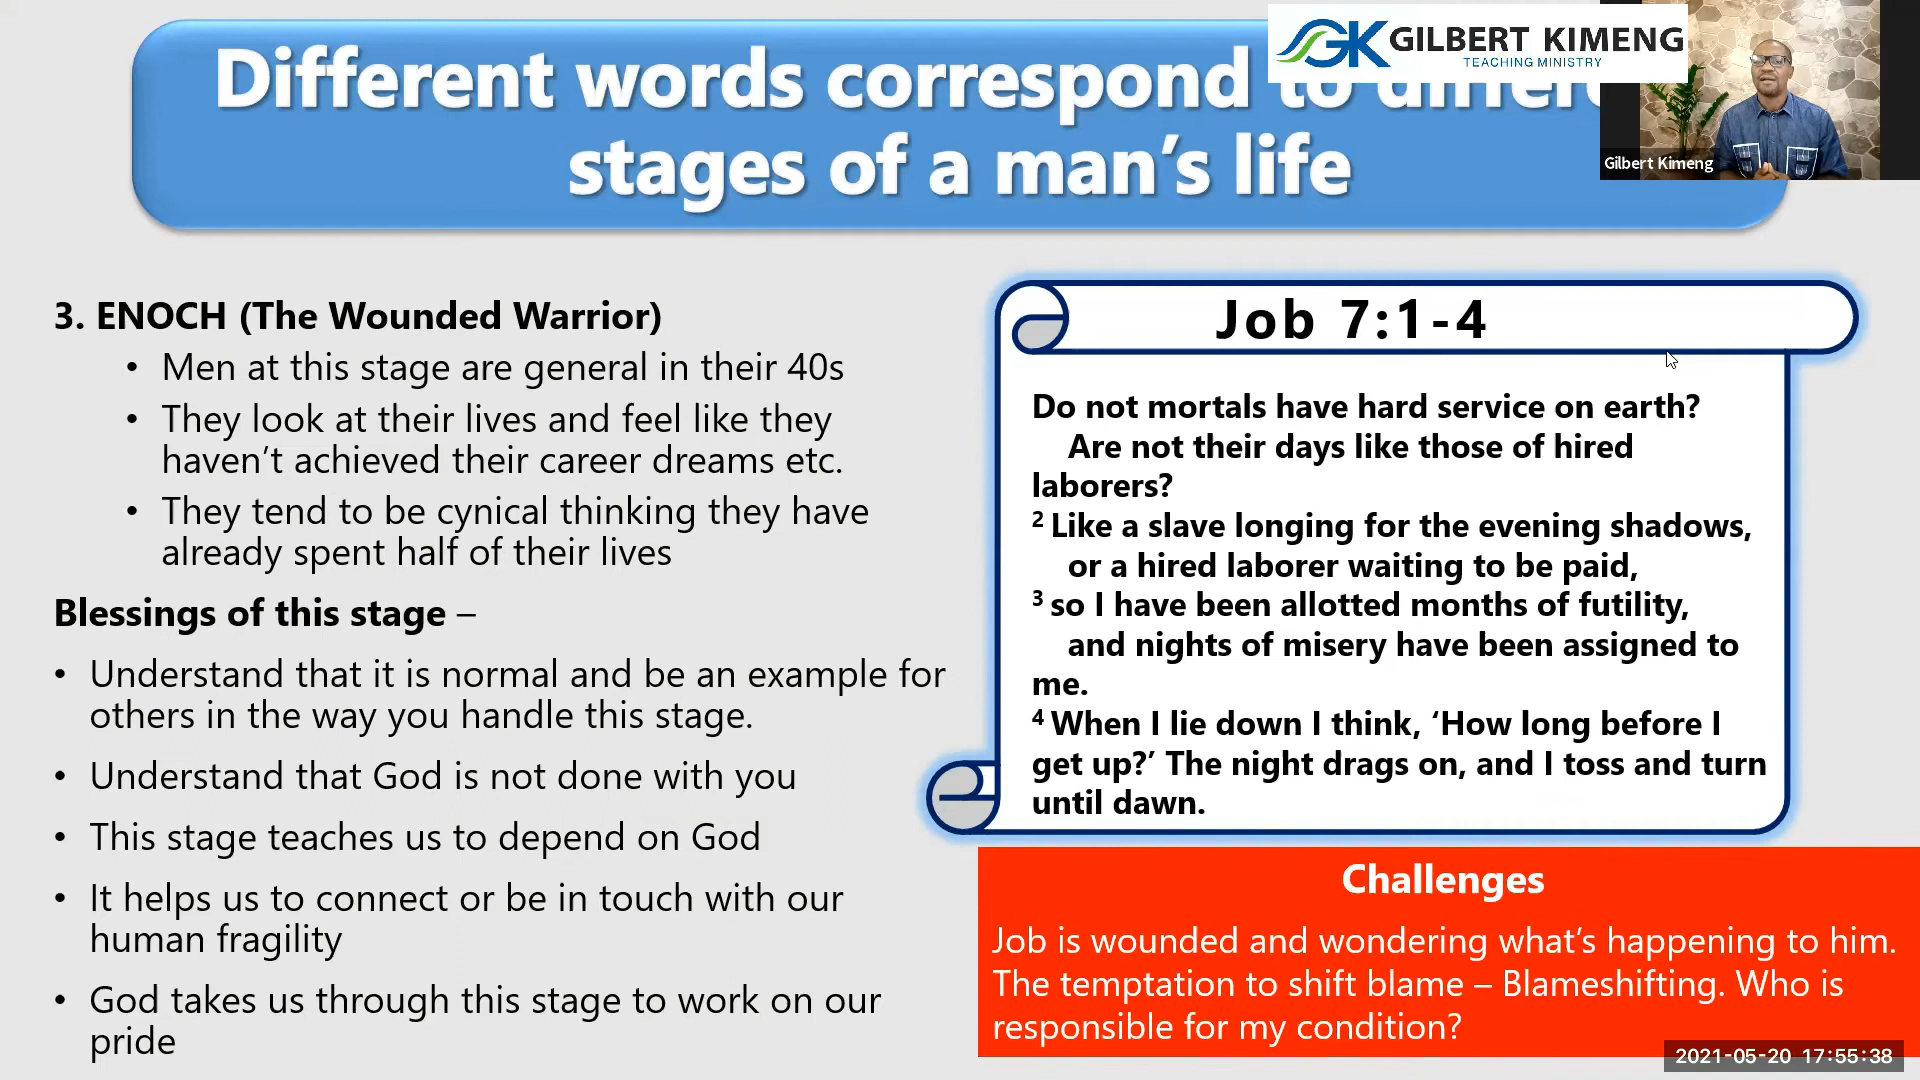 Different words correspond to differe
stages of a man's life
GK GILBERT KIMENG
TEACHING MINISTRY
Gilbert Kimeng
3. ENOCH (The Wounded Warrior)
• Men at this stage are general in their 40s
• They look at their lives and feel like they
haven't achieved their career dreams etc.
• They tend to be cynical thinking they have
already spent half of their lives
Blessings of this stage –
• Understand that it is normal and be an example for
others in the way you handle this stage.
• Understand that God is not done with you
• This stage teaches us to depend on God
• It helps us to connect or be in touch with our
human fragility
• God takes us through this stage to work on our
pride
Job 7:1-4
Do not mortals have hard service on earth?
Are not their days like those of hired
laborers?
2 Like a slave longing for the evening shadows,
or a hired laborer waiting to be paid,
3 so I have been allotted months of futility,
and nights of misery have been assigned to
me.
4 When I lie down I think, ‘How long before I
get up?’ The night drags on, and I toss and turn
until dawn.
Challenges
Job is wounded and wondering what's happening to him.
The temptation to shift blame – Blameshifting. Who is
responsible for my condition?
2021-05-20 17:55:38